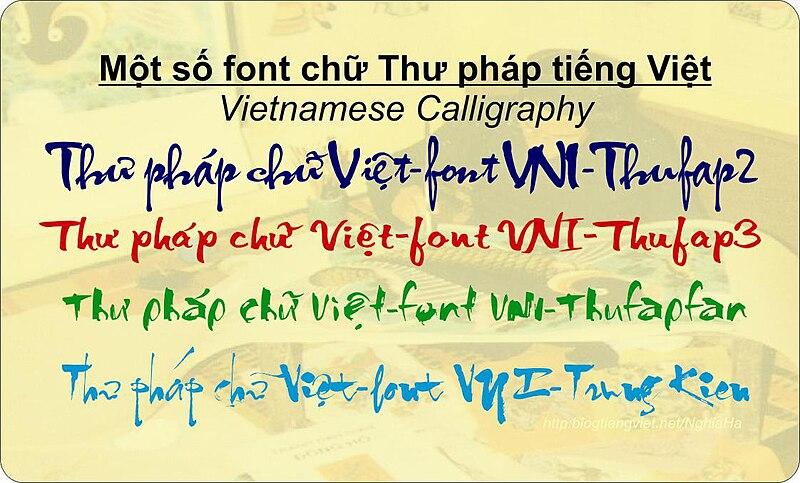 Một số font chữ Thư pháp tiếng Việt
Vietnamese Calligraphy
Thư pháp chữ Việt-font VNI-Thufap2
Thư pháp chữ Việt-font VNI-Thufap3
Thư pháp chữ Việt-font VNI-Thufapfan
Thư pháp chữ Việt-font VNI-Trung Kien
http:blogtiengviet.net/NghiaHa